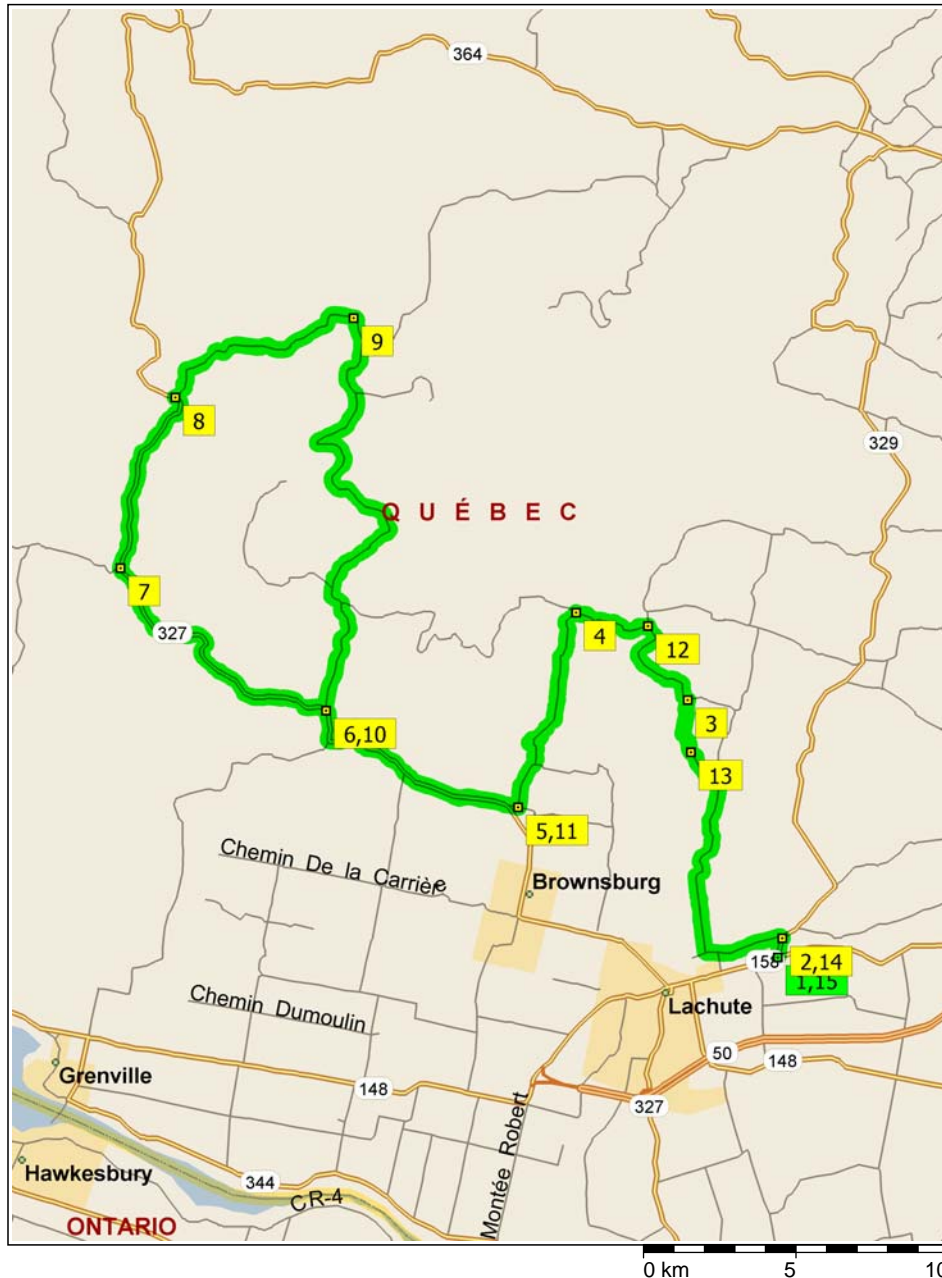 364
9
8
329
QUÉBEC
7
327
4
12
3
6,10
13
5,11
Chemin De la Carrière
Brownsburg
158
2,14
1,15
Chemin Dumoulin
Lachute
50
148
Grenville
148
327
Montée Robert
Hawkesbury
344
CR-4
ONTARIO
0 km
5
10